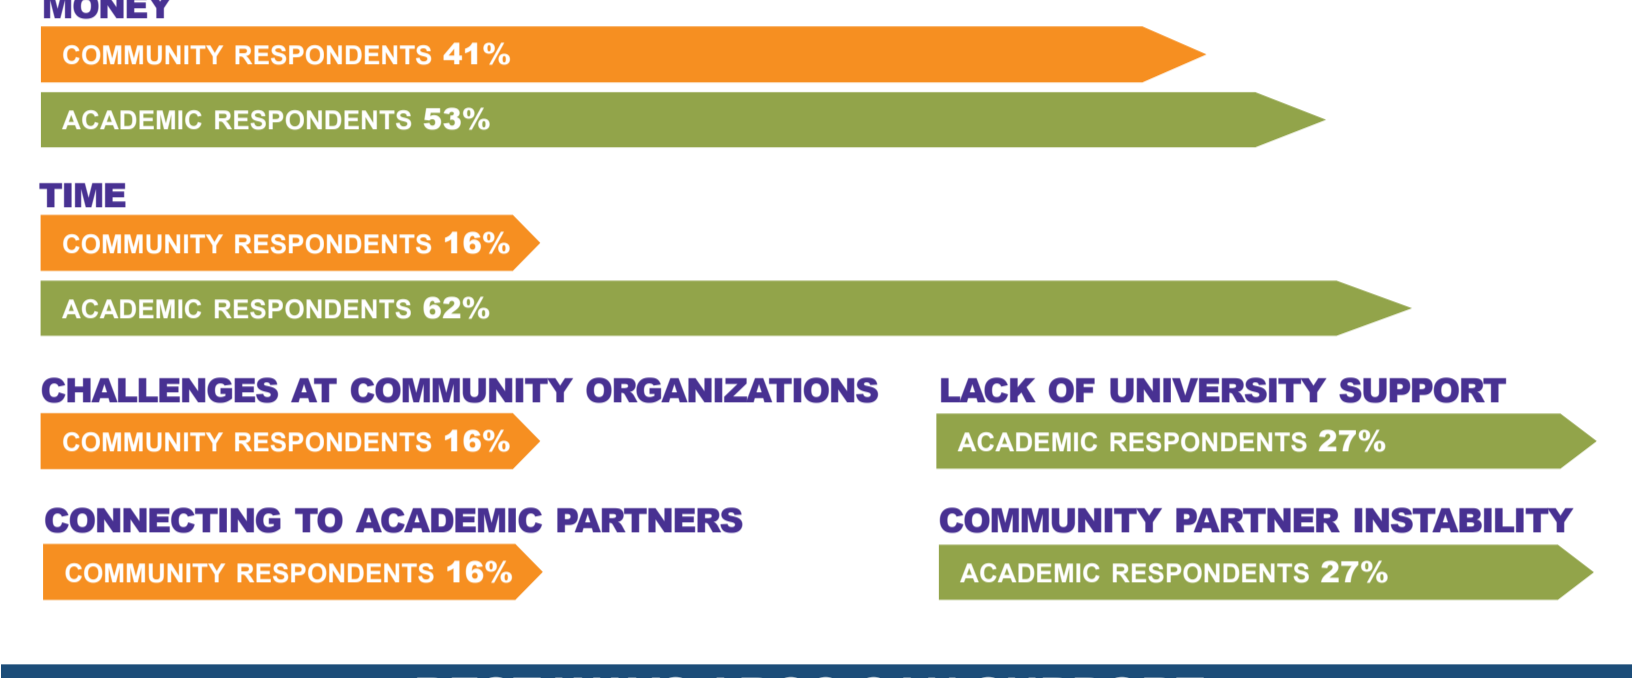 MONEY
COMMUNITY RESPONDENTS 41%
ACADEMIC RESPONDENTS 53%
TIME
COMMUNITY RESPONDENTS 16%
ACADEMIC RESPONDENTS 62%
CHALLENGES AT COMMUNITY ORGANIZATIONS
COMMUNITY RESPONDENTS 16%
LACK OF UNIVERSITY SUPPORT
ACADEMIC RESPONDENTS 27%
CONNECTING TO ACADEMIC PARTNERS
COMMUNITY RESPONDENTS 16%
COMMUNITY PARTNER INSTABILITY
ACADEMIC RESPONDENTS 27%